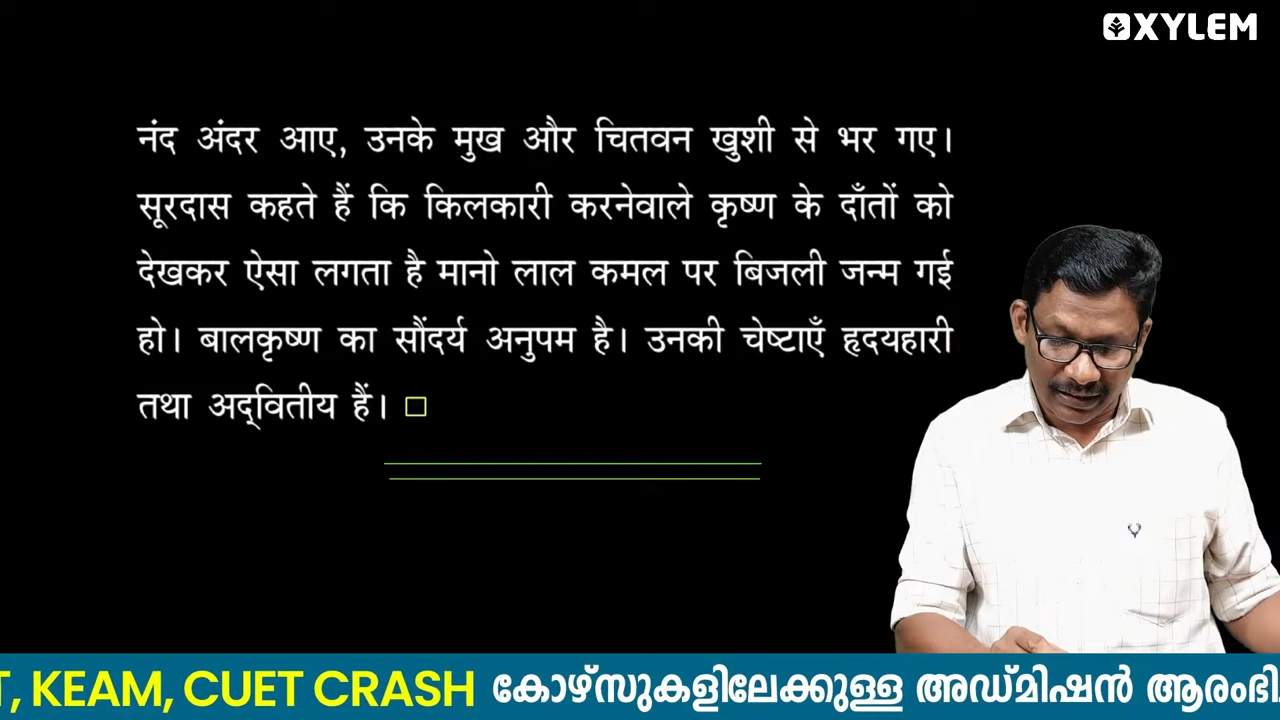 XYLEM
नंद अंदर आए, उनके मुख और चितवन खुशी से भर गए।
सूरदास कहते हैं कि किलकारी करनेवाले कृष्ण के दाँतों को
देखकर ऐसा लगता है मानो लाल कमल पर बिजली जन्म गई
हो। बालकृष्ण का सौंदर्य अनुपम है। उनकी चेष्टाएँ हृदयहारी
तथा अद्‌वितीय हैं।
T, KEAM, CUET CRASH കോഴ്സുകളിലേക്കുള്ള അഡ്മിഷൻ ആരംഭി